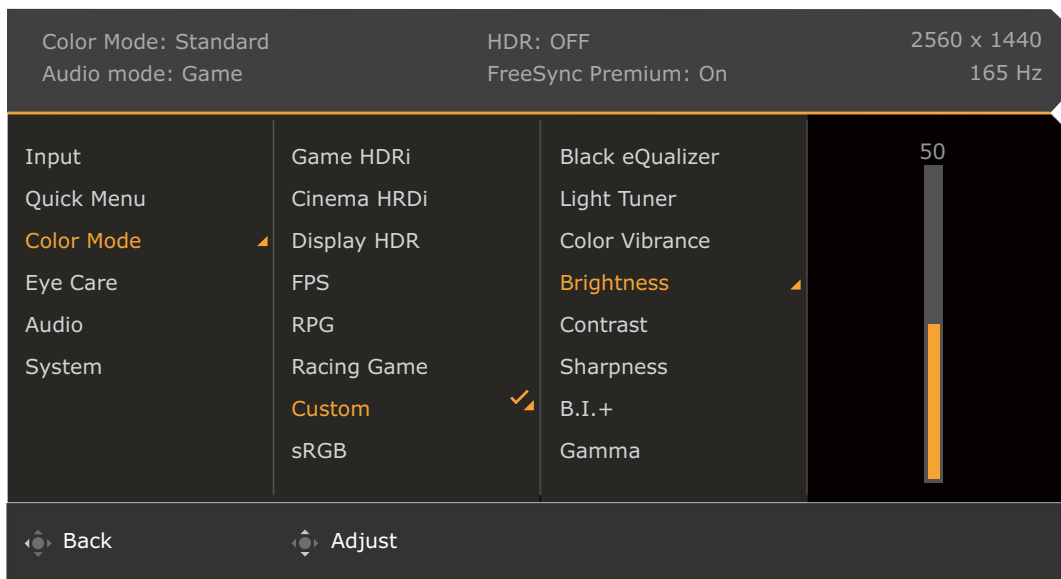 Color Mode: Standard
HDR: OFF
2560 x 1440
Audio mode: Game
FreeSync Premium: On
165 Hz
Input
Quick Menu
Color Mode
Eye Care
Audio
System
Game HDRi
Cinema HRDi
Display HDR
FPS
RPG
Racing Game
Custom
sRGB
Black eQualizer
Light Tuner
Color Vibrance
Brightness
Contrast
Sharpness
B.I.+
Gamma
50
Back
Adjust